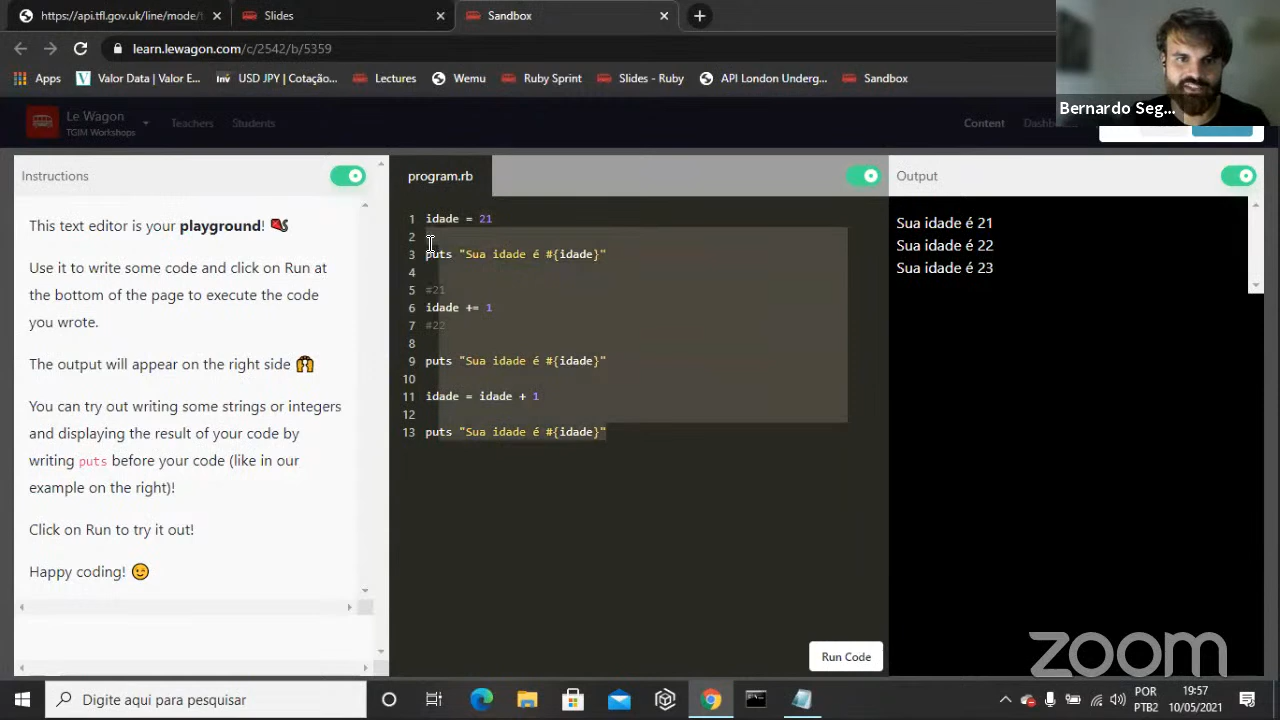 https://api.tfl.gov.uk/line/mode/t
Slides
Sandbox
learn.lewagon.com/c/2542/b/5359
Apps
Valor Data | Valor E...
USD JPY | Cotação...
Lectures
Wemu
Ruby Sprint
Slides - Ruby
API London Underg...
Sandbox
Bernardo Seg...
Le Wagon
TGIM Workshops
Teachers
Students
Content
Instructions
This text editor is your playground!
Use it to write some code and click on Run at
the bottom of the page to execute the code
you wrote.
The output will appear on the right side
You can try out writing some strings or integers
and displaying the result of your code by
writing puts before your code (like in our
example on the right)!
Click on Run to try it out!
Happy coding!
program.rb
1 idade = 21
2
3 puts "Sua idade é #{idade}"
4
5 #21
6 idade += 1
7 #22
8
9 puts "Sua idade é #{idade}"
10
11 idade = idade + 1
12
13 puts "Sua idade é #{idade}"
Run Code
Output
Sua idade é 21
Sua idade é 22
Sua idade é 23
zoom
Digite aqui para pesquisar
POR
PTB2
19:57
10/05/2021